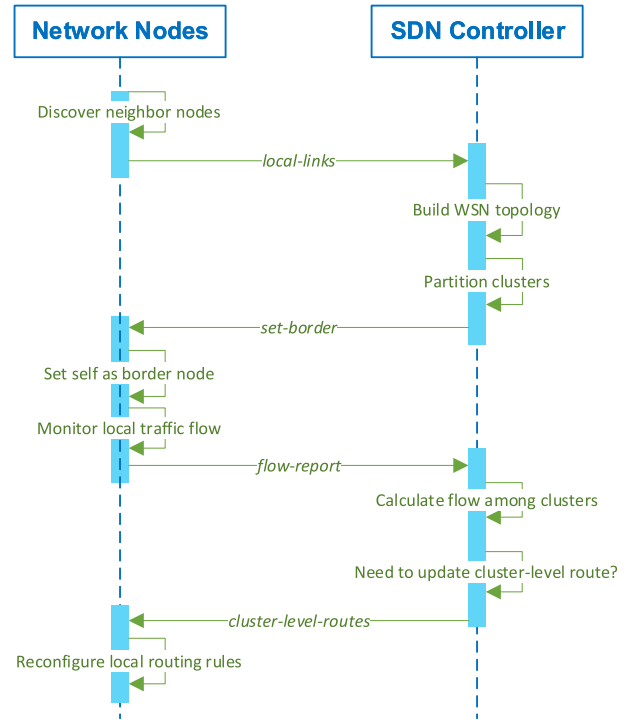 Network Nodes
SDN Controller
Discover neighbor nodes
local-links
Build WSN topology
Partition clusters
set-border
Set self as border node
Monitor local traffic flow
flow-report
Calculate flow among clusters
Need to update cluster-level route?
cluster-level-routes
Reconfigure local routing rules